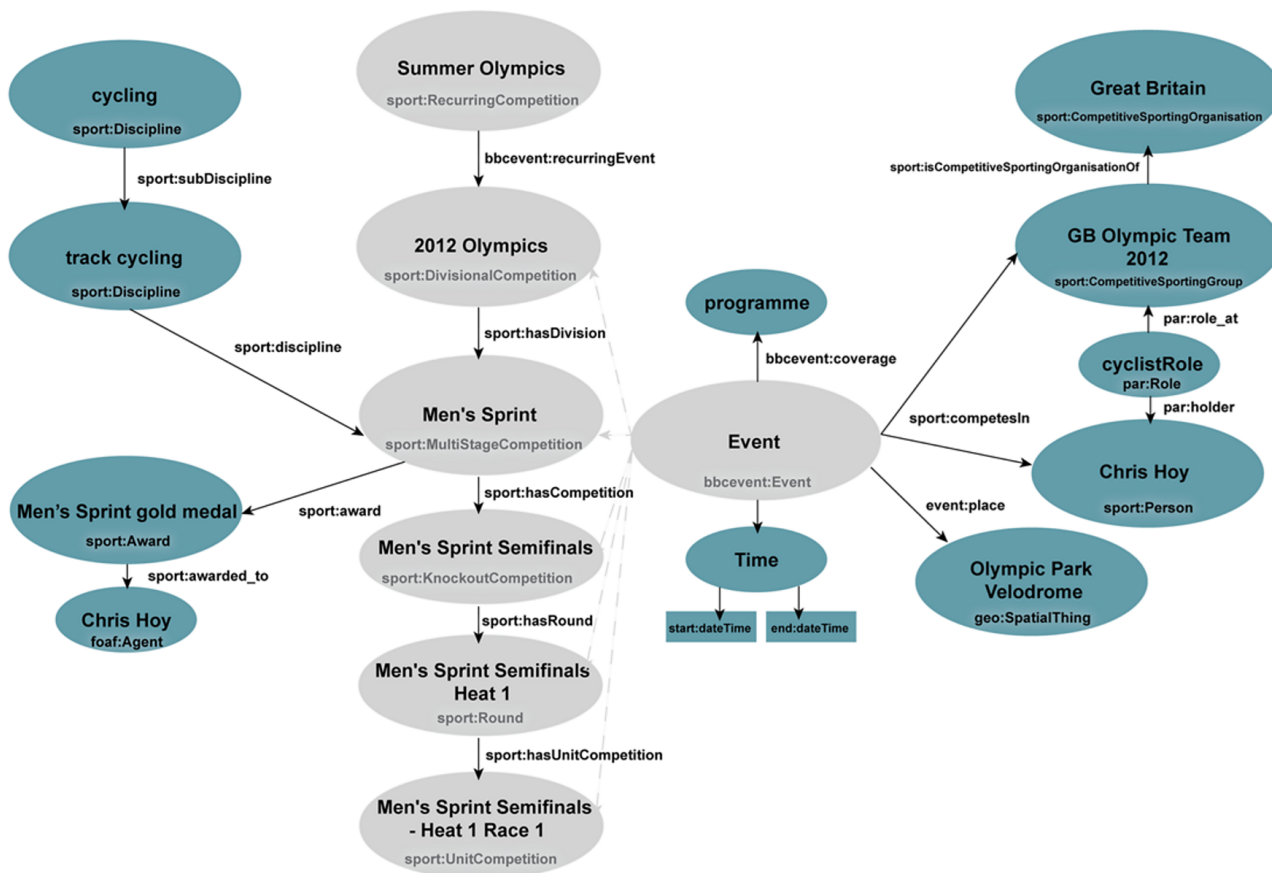 cycling
sport:Discipline
sport:subDiscipline
track cycling
sport:Discipline
sport:discipline
Men’s Sprint gold medal
sport:Award
sport:awarded_to
Chris Hoy
foaf:Agent
sport:award
Summer Olympics
sport:RecurringCompetition
bbcevent:recurringEvent
2012 Olympics
sport:DivisionalCompetition
sport:hasDivision
Men's Sprint
sport:MultiStageCompetition
sport:hasCompetition
Men's Sprint Semifinals
sport:KnockoutCompetition
sport:hasRound
Men's Sprint Semifinals
Heat 1
sport:Round
sport:hasUnitCompetition
Men's Sprint Semifinals
- Heat 1 Race 1
sport:UnitCompetition
programme
bbcevent:coverage
Event
bbcevent:Event
Time
start:dateTime
end:dateTime
Great Britain
sport:CompetitiveSportingOrganisation
sport:isCompetitiveSportingOrganisationOf
GB Olympic Team
2012
sport:CompetitiveSportingGroup
par:role_at
cyclistRole
par:Role
par:holder
sport:competesIn
Chris Hoy
sport:Person
event:place
Olympic Park
Velodrome
geo:SpatialThing